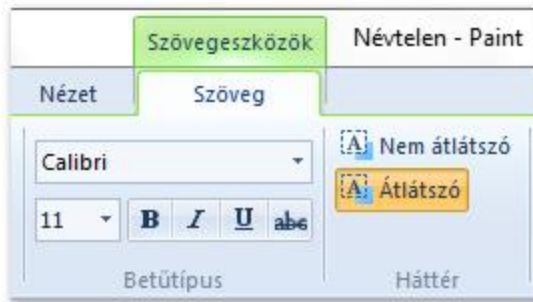 Szövegeszközök Névtelen - Paint
Nézet Szöveg
Calibri
Nem átlátszó
Átlátszó
11 B I U abc
Betűtípus Háttér